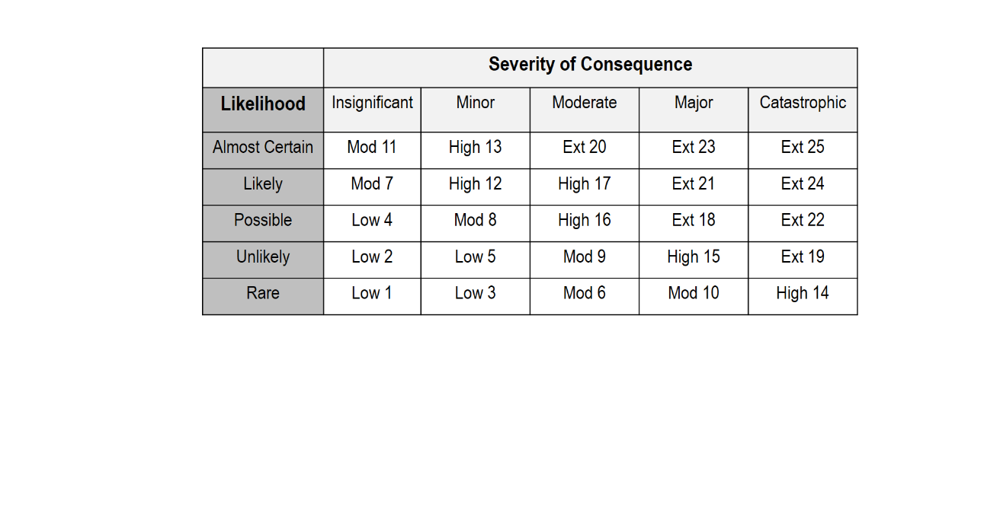 Severity of Consequence
Likelihood Insignificant Minor Moderate Major Catastrophic
Almost Certain Mod 11 High 13 Ext 20 Ext 23 Ext 25
Likely Mod 7 High 12 High 17 Ext 21 Ext 24
Possible Low 4 Mod 8 High 16 Ext 18 Ext 22
Unlikely Low 2 Low 5 Mod 9 High 15 Ext 19
Rare Low 1 Low 3 Mod 6 Mod 10 High 14